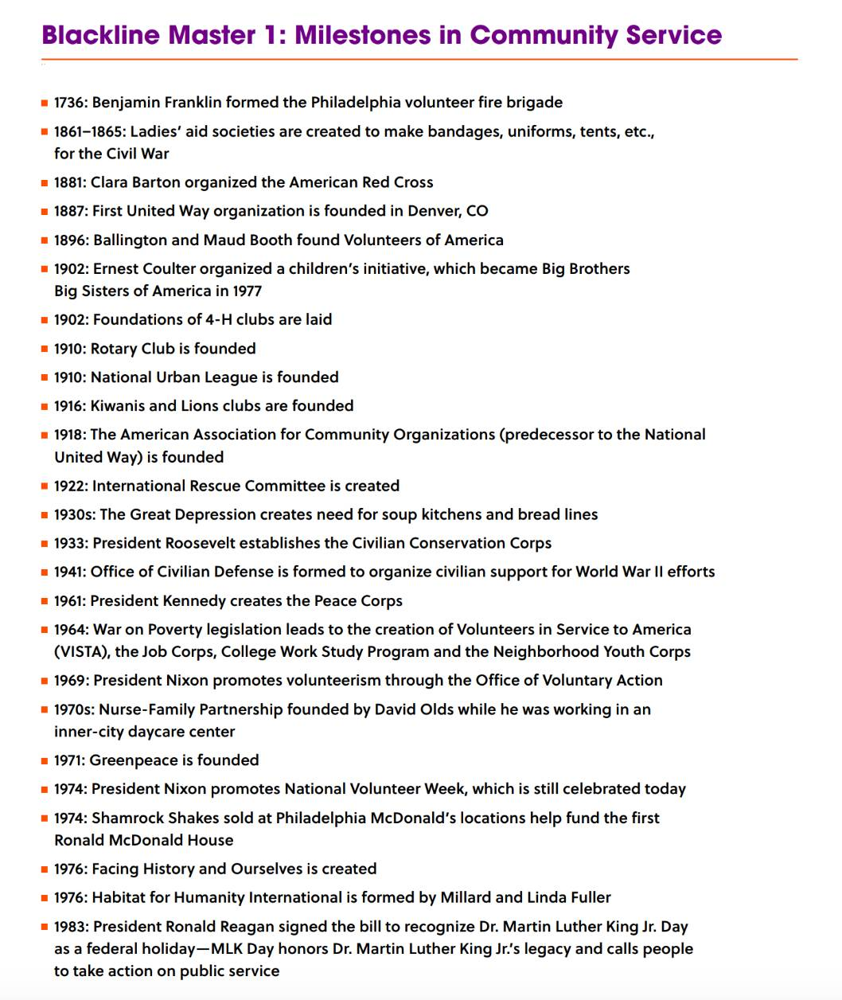 Blackline Master 1: Milestones in Community Service
1736: Benjamin Franklin formed the Philadelphia volunteer fire brigade
1861–1865: Ladies’ aid societies are created to make bandages, uniforms, tents, etc.,
for the Civil War
1881: Clara Barton organized the American Red Cross
1887: First United Way organization is founded in Denver, CO
1896: Ballington and Maud Booth found Volunteers of America
1902: Ernest Coulter organized a children’s initiative, which became Big Brothers
Big Sisters of America in 1977
1902: Foundations of 4-H clubs are laid
1910: Rotary Club is founded
1910: National Urban League is founded
1916: Kiwanis and Lions clubs are founded
1918: The American Association for Community Organizations (predecessor to the National
United Way) is founded
1922: International Rescue Committee is created
1930s: The Great Depression creates need for soup kitchens and bread lines
1933: President Roosevelt establishes the Civilian Conservation Corps
1941: Office of Civilian Defense is formed to organize civilian support for World War II efforts
1961: President Kennedy creates the Peace Corps
1964: War on Poverty legislation leads to the creation of Volunteers in Service to America
(VISTA), the Job Corps, College Work Study Program and the Neighborhood Youth Corps
1969: President Nixon promotes volunteerism through the Office of Voluntary Action
1970s: Nurse-Family Partnership founded by David Olds while he was working in an
inner-city daycare center
1971: Greenpeace is founded
1974: President Nixon promotes National Volunteer Week, which is still celebrated today
1974: Shamrock Shakes sold at Philadelphia McDonald’s locations help fund the first
Ronald McDonald House
1976: Facing History and Ourselves is created
1976: Habitat for Humanity International is formed by Millard and Linda Fuller
1983: President Ronald Reagan signed the bill to recognize Dr. Martin Luther King Jr. Day
as a federal holiday—MLK Day honors Dr. Martin Luther King Jr.’s legacy and calls people
to take action on public service